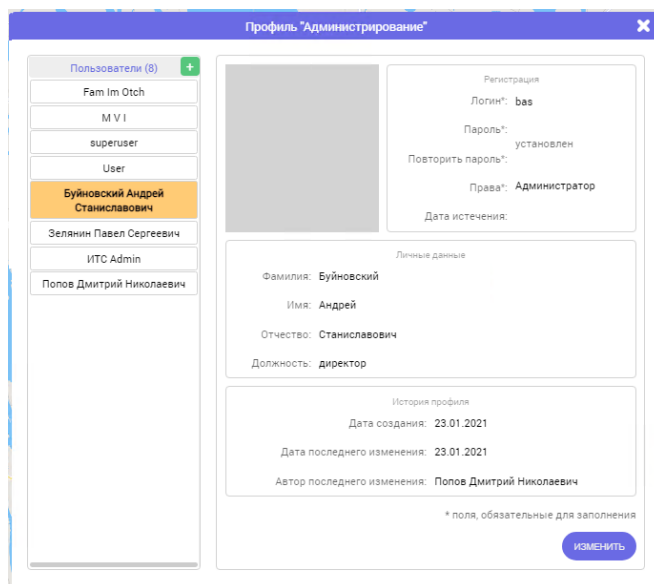 Профиль "Администрирование"
Пользователи (8)
+
Fam Im Otch
M V I
superuser
User
Буйновский Андрей
Станиславович
Зелянин Павел Сергеевич
ИТС Admin
Попов Дмитрий Николаевич
Регистрация
Логин*: bas
Пароль*:
установлен
Повторить пароль*:
Права*: Администратор
Дата истечения:
Личные данные
Фамилия: Буйновский
Имя: Андрей
Отчество: Станиславович
Должность: директор
История профиля
Дата создания: 23.01.2021
Дата последнего изменения: 23.01.2021
Автор последнего изменения: Попов Дмитрий Николаевич
* поля, обязательные для заполнения
ИЗМЕНИТЬ